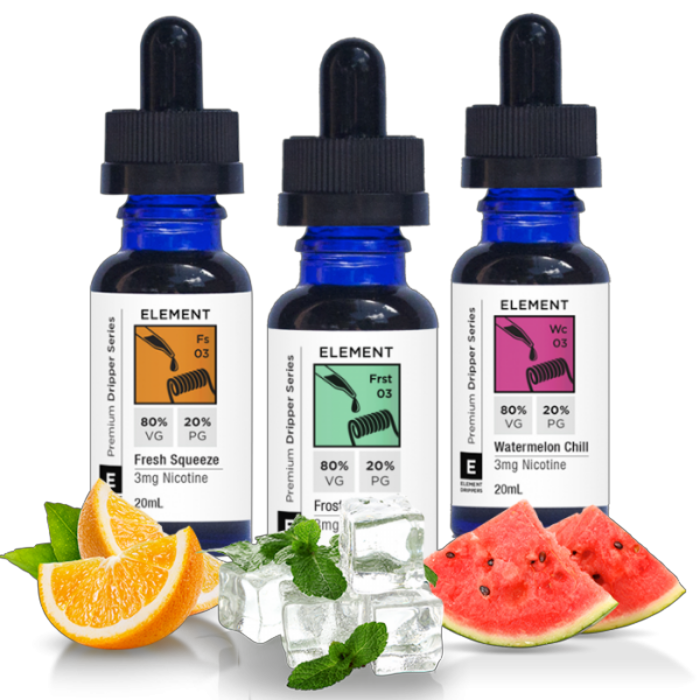 ELEMENT
Fs
03
Premium Dripper Series
80% 20%
VG PG
Fresh Squeeze
3mg Nicotine
20mL
E
ELEMENT
Frst
03
Premium Dripper Series
80% 20%
VG PG
Frost
3mg
E
ELEMENT
Wc
03
Premium Dripper Series
80% 20%
VG PG
Watermelon Chill
3mg Nicotine
20mL
E
ELEMENT
DRIPPERS